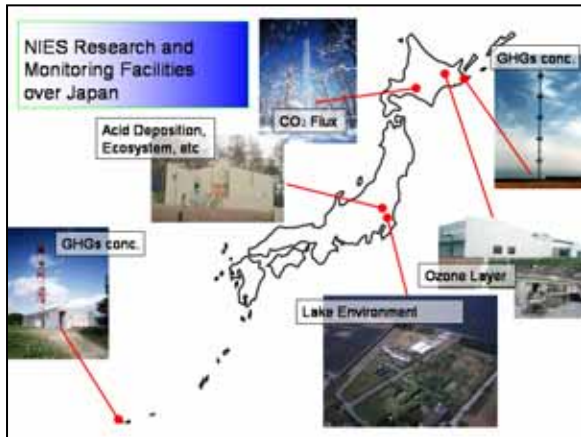 NIES Research and
Monitoring Facilities
over Japan
GHGs conc.
CO₂ Flux
Acid Deposition,
Ecosystem, etc
GHGs conc.
Ozone Layer
Lake Environment